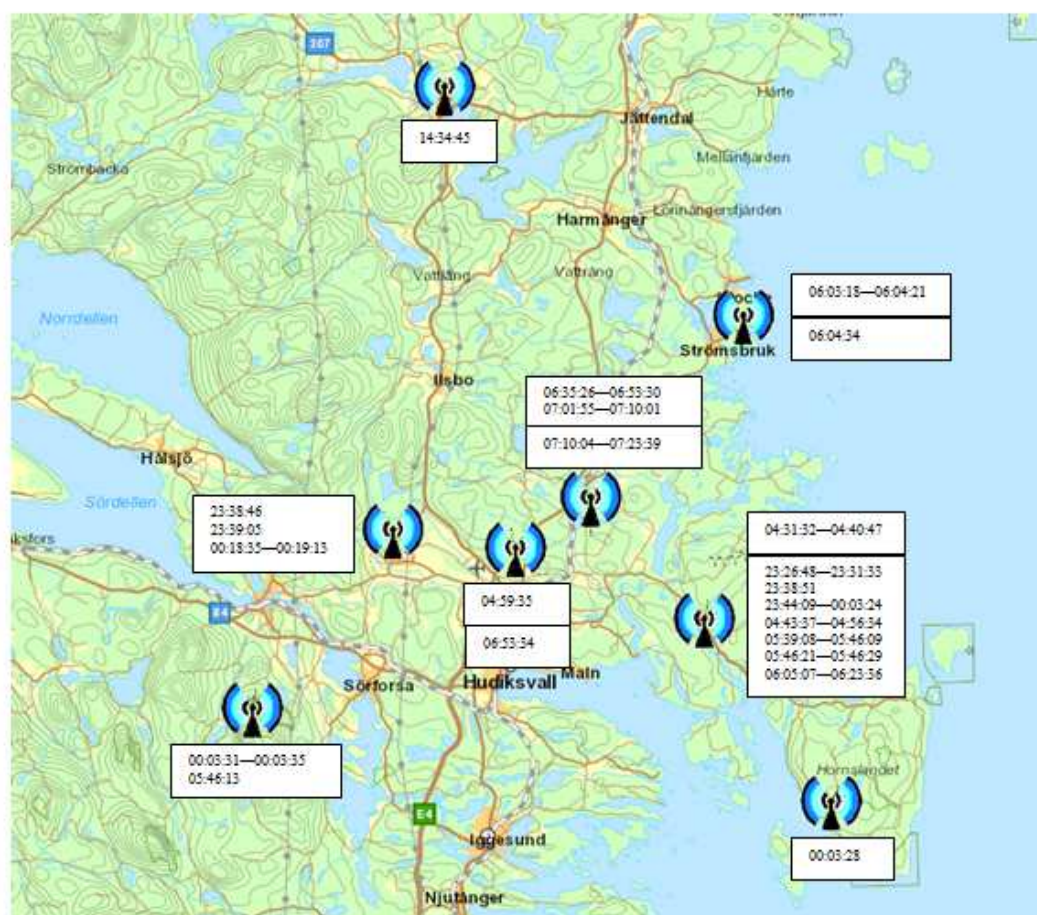 307
14:34:45
Jättendal
Hårte
Mellanfjärden
Strömbacka
Harmånger
Lönnångersfjärden
Vattlång
Vattrång
06:03:18—06:04:21
06:04:34
Norrdellen
Strömsbruk
Ilsbo
06:35:26—06:53:30
07:01:55—07:10:01
07:10:04—07:23:39
Hålsjö
Sördellen
23:38:46
23:39:05
00:18:35—00:19:13
04:31:32—04:40:47
23:26:48—23:31:33
23:38:51
23:44:09—00:03:24
04:43:37—04:56:34
05:39:08—05:46:09
05:46:21—05:46:29
06:05:07—06:23:36
04:59:35
06:53:34
84
Sörforsa
Hudiksvall
Maln
00:03:31—00:03:35
05:46:13
Hornslandet
E4
Iggesund
00:03:28
Njutånger